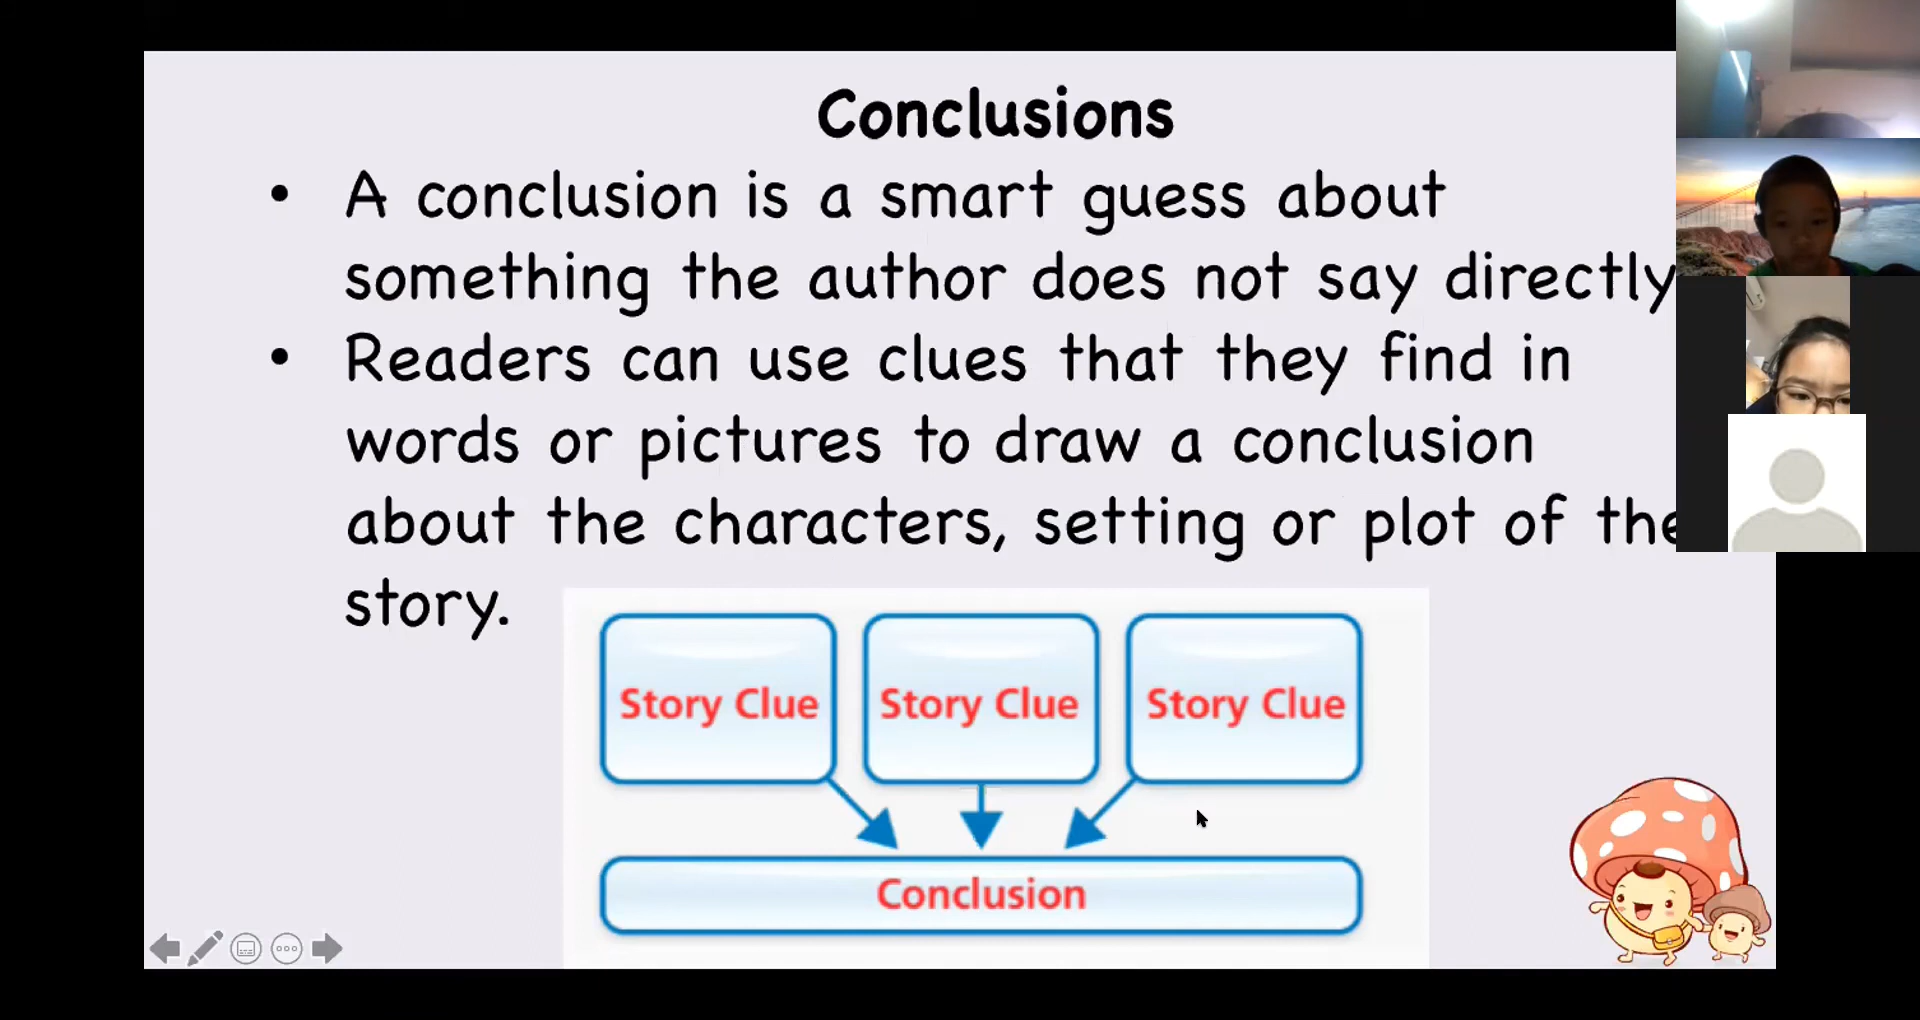 Conclusions
• A conclusion is a smart guess about
something the author does not say directly
• Readers can use clues that they find in
words or pictures to draw a conclusion
about the characters, setting or plot of the
story.
Story Clue Story Clue Story Clue
Conclusion